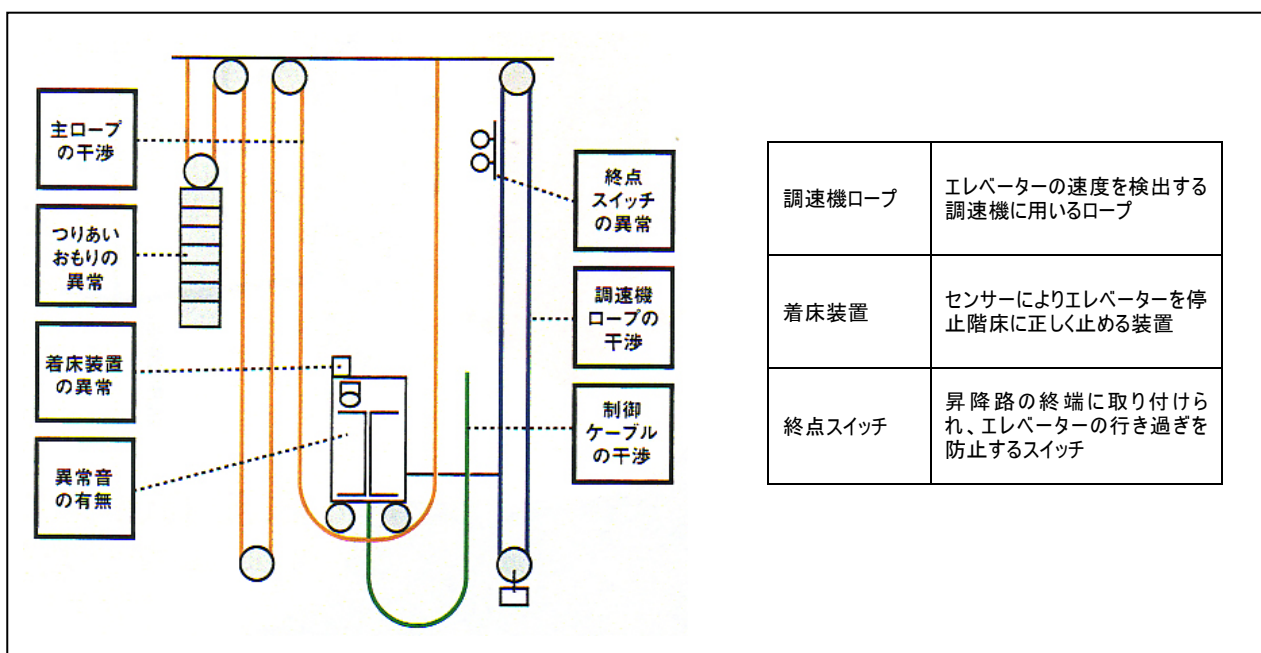 主ロープ
の干渉
つりあい
おもりの
異常
着床装置
の異常
異常音
の有無
終点
スイッチ
の異常
調速機
ロープの
干渉
制御
ケーブル
の干渉
調速機ロープ
エレベーターの速度を検出する
調速機に用いるロープ
着床装置
センサーによりエレベーターを停
止階床に正しく止める装置
終点スイッチ
昇降路の終端に取り付けら
れ、エレベーターの行き過ぎを
防止するスイッチ